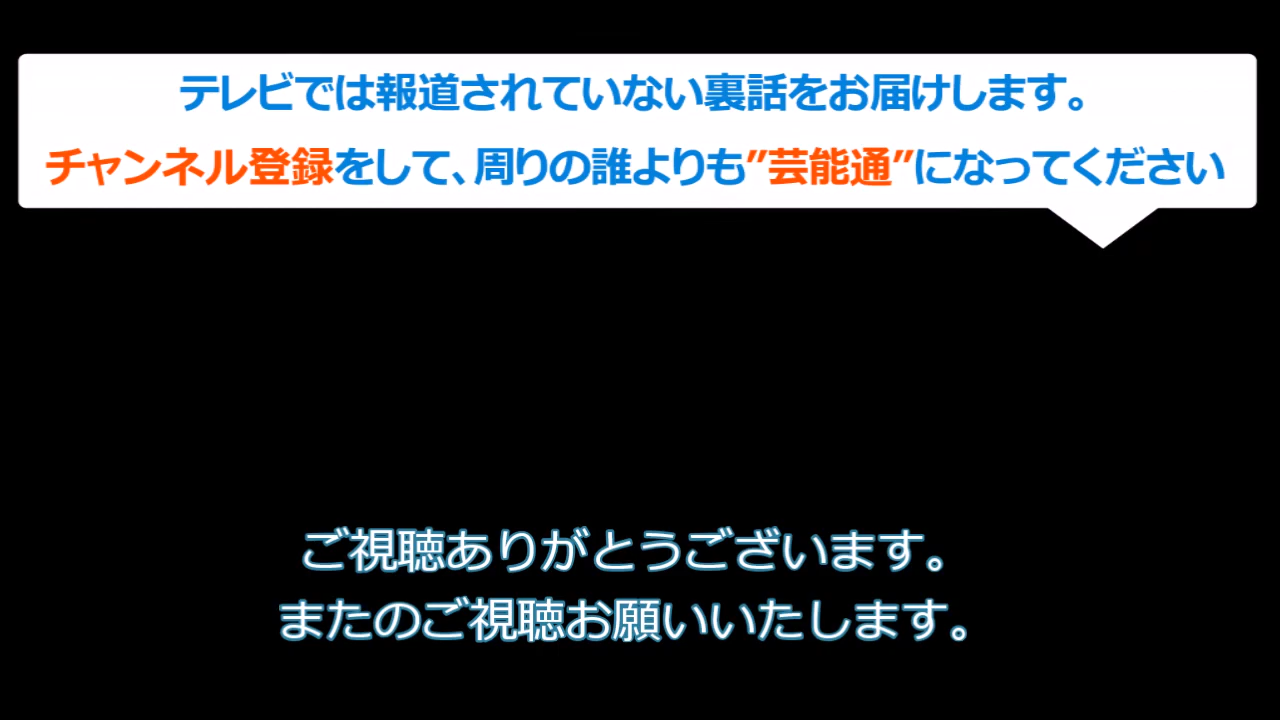 テレビでは報道されていない裏話をお届けします。
チャンネル登録をして、周りの誰よりも”芸能通”になってください
ご視聴ありがとうございます。
またのご視聴お願いいたします。